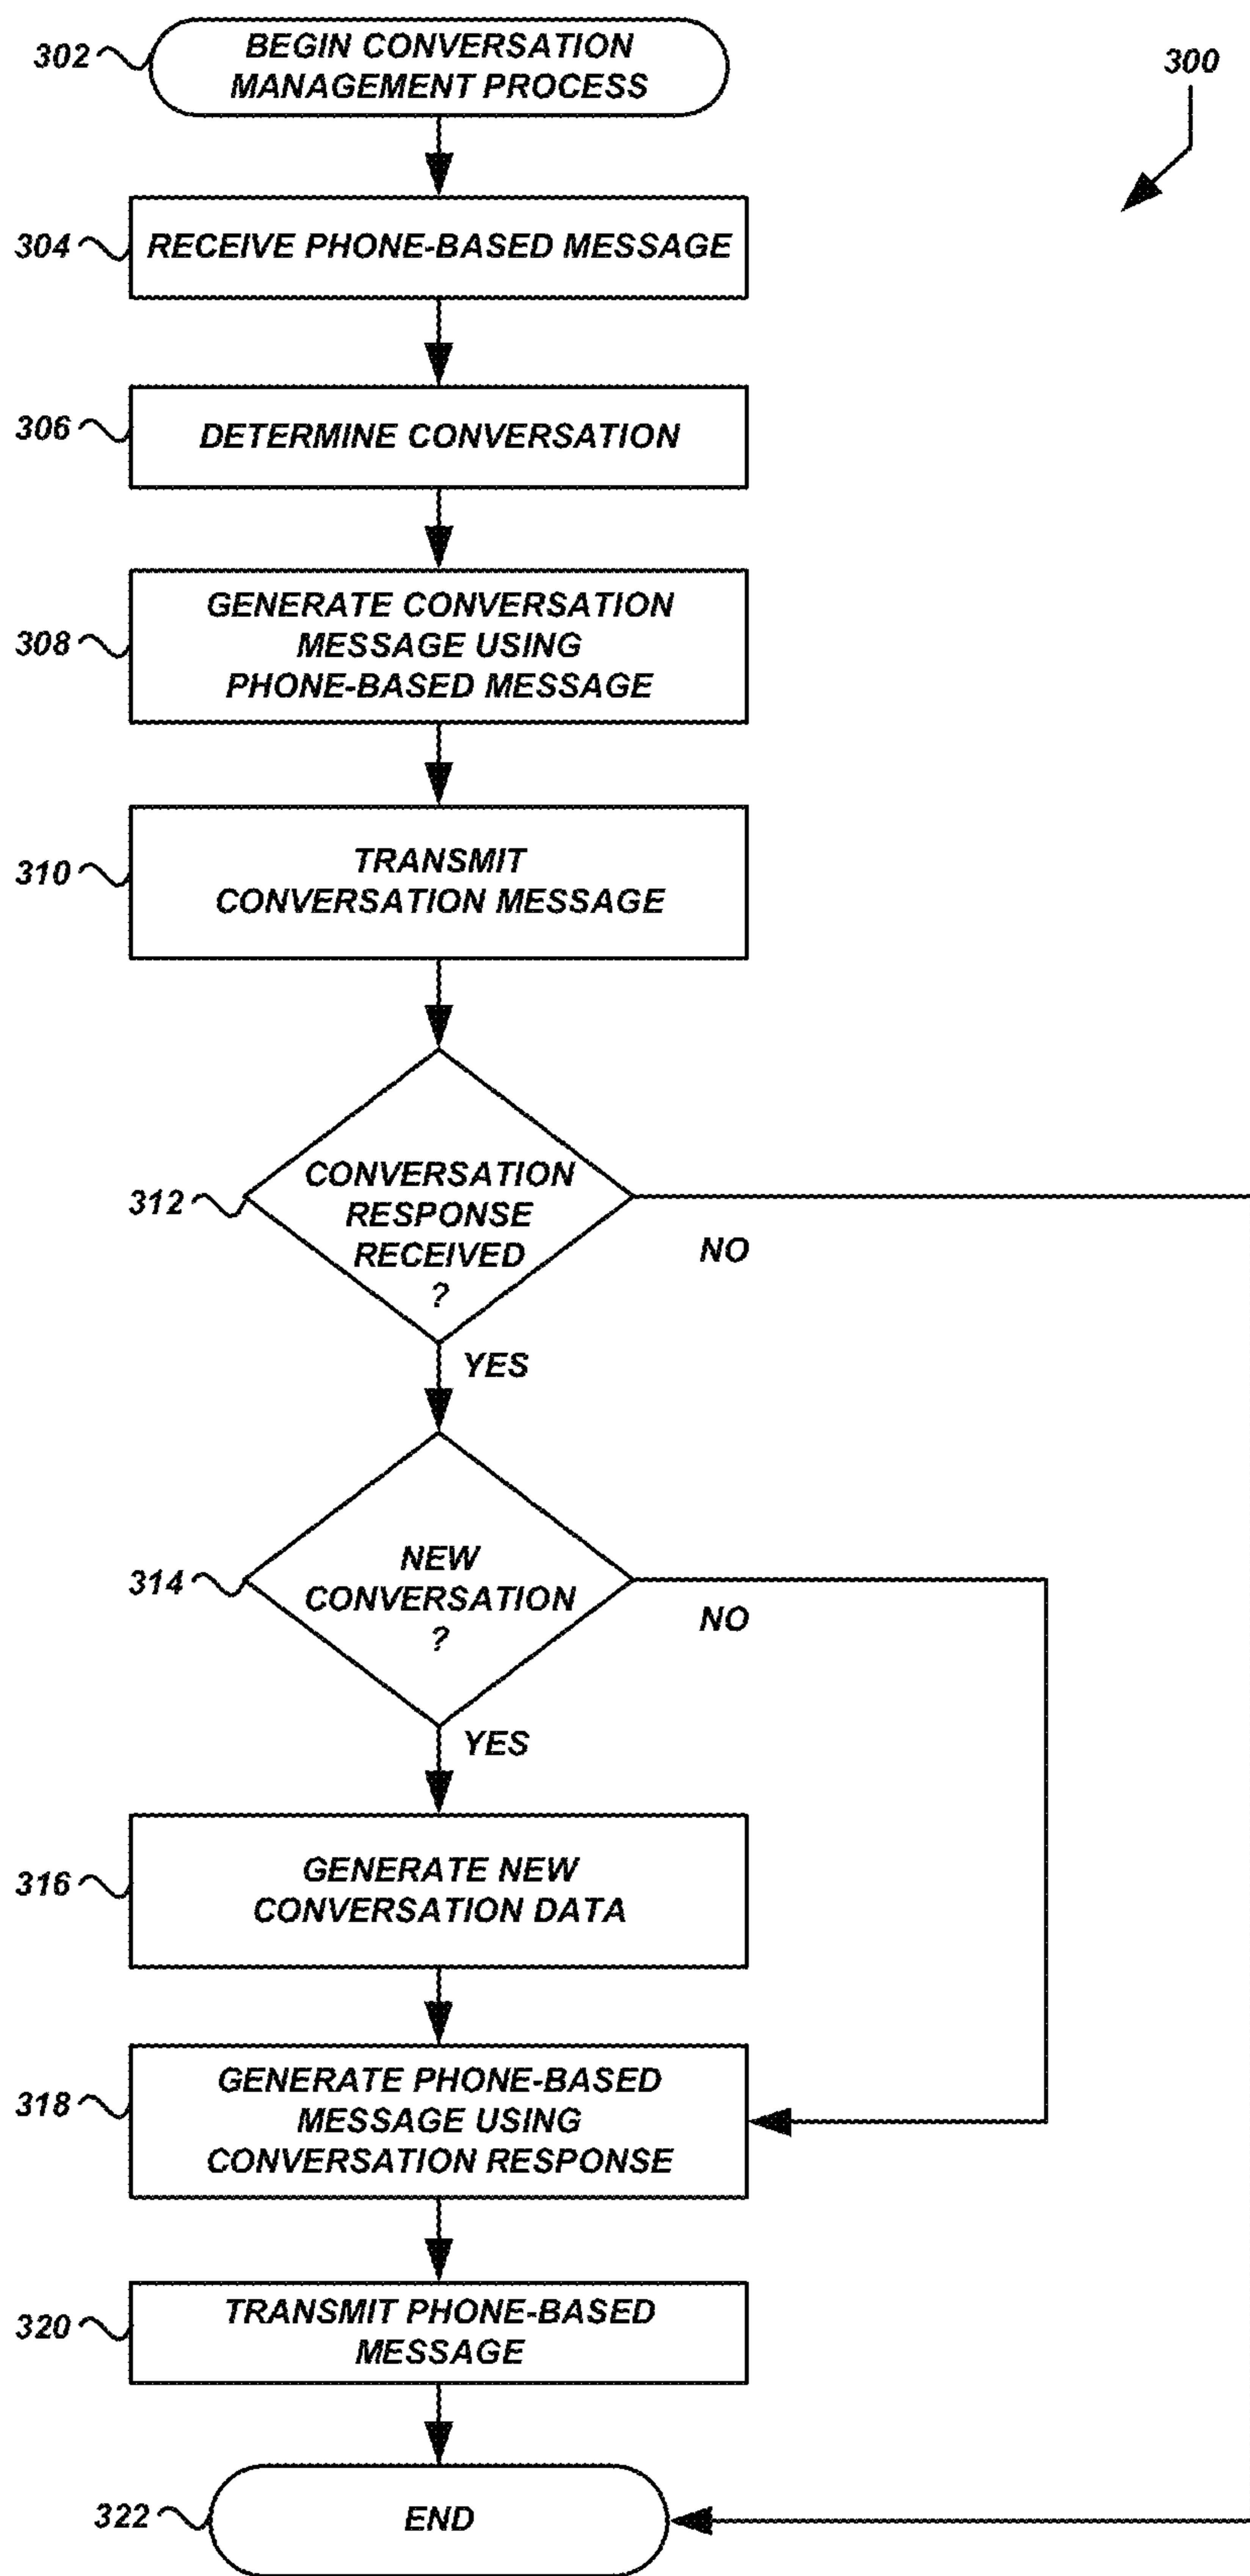 302
BEGIN CONVERSATION
MANAGEMENT PROCESS
300
304
RECEIVE PHONE-BASED MESSAGE
306
DETERMINE CONVERSATION
308
GENERATE CONVERSATION
MESSAGE USING
PHONE-BASED MESSAGE
310
TRANSMIT
CONVERSATION MESSAGE
312
CONVERSATION
RESPONSE
RECEIVED
?
NO
YES
314
NEW
CONVERSATION
?
NO
YES
316
GENERATE NEW
CONVERSATION DATA
318
GENERATE PHONE-BASED
MESSAGE USING
CONVERSATION RESPONSE
320
TRANSMIT PHONE-BASED
MESSAGE
322
END